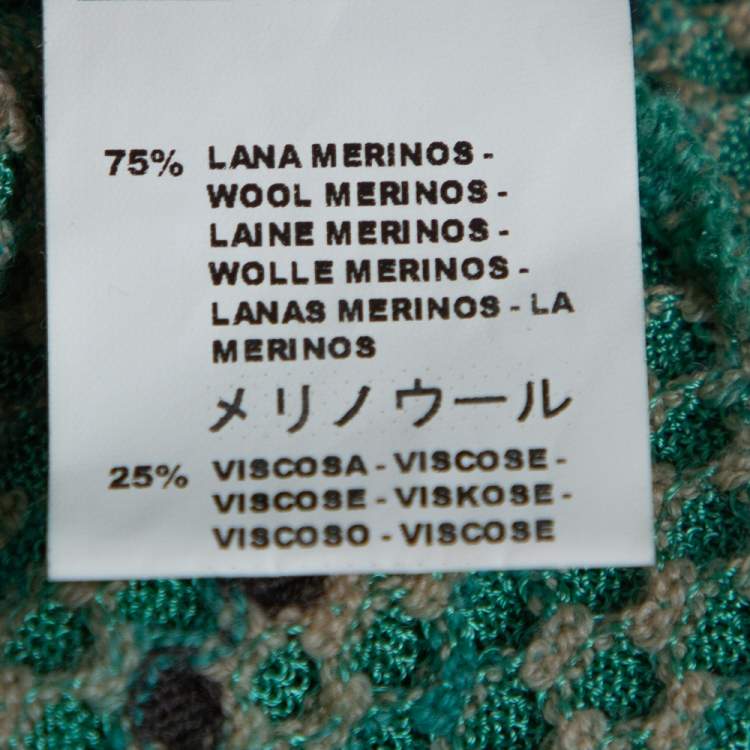 75% LANA MERINOS -
WOOL MERINOS -
LAINE MERINOS -
WOLLE MERINOS -
LANAS MERINOS - LA
MERINOS
メリノウール
25% VISCOSA - VISCOSE -
VISCOSE - VISKOSE -
VISCOSO - VISCOSE